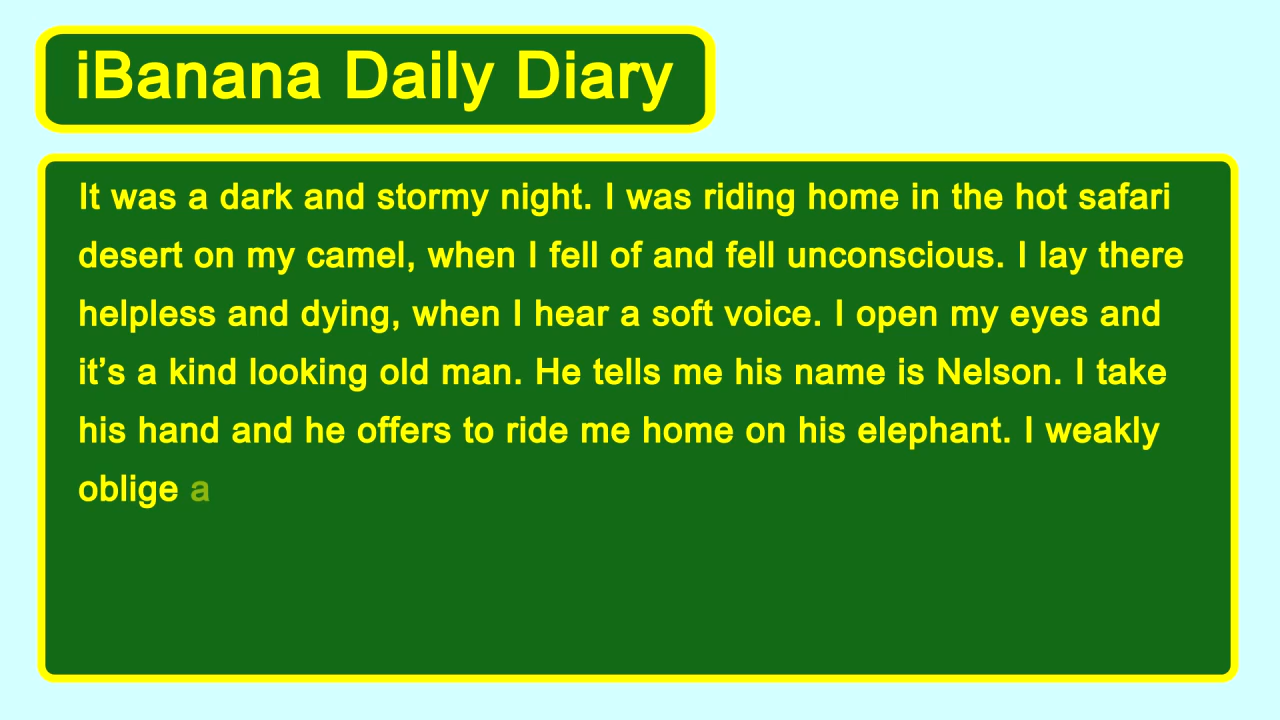 iBanana Daily Diary
It was a dark and stormy night. I was riding home in the hot safari
desert on my camel, when I fell of and fell unconscious. I lay there
helpless and dying, when I hear a soft voice. I open my eyes and
it’s a kind looking old man. He tells me his name is Nelson. I take
his hand and he offers to ride me home on his elephant. I weakly
oblige a